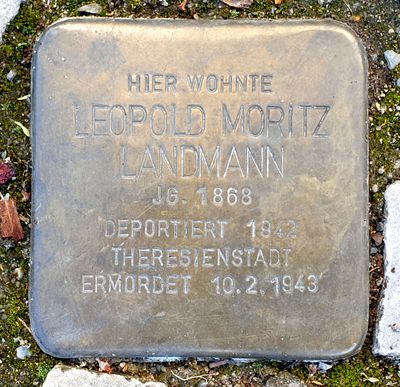 HIER WOHNTE
LEOPOLD MORITZ
LANDMANN
JG. 1868
DEPORTIERT 1942
THERESIENSTADT
ERMORDET 10.2.1943